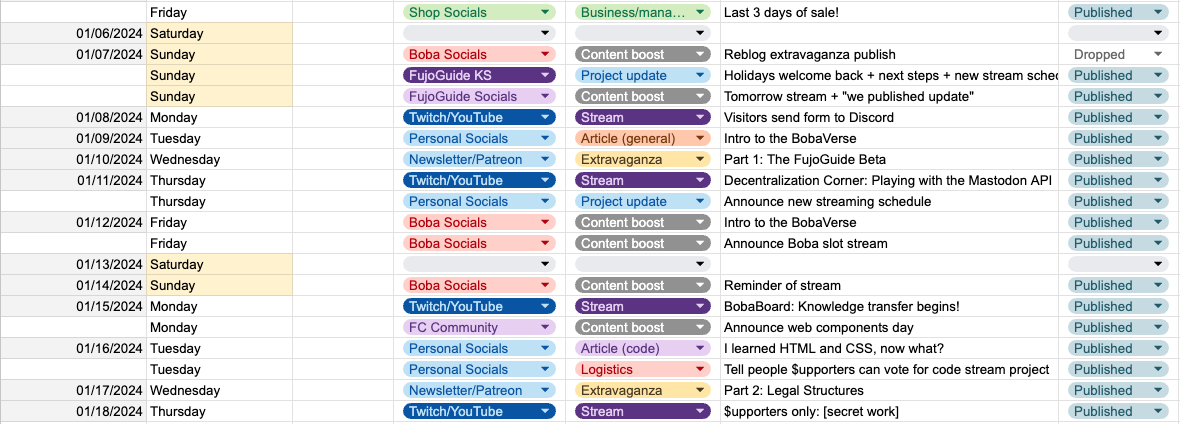 Friday Shop Socials Business/mana... Last 3 days of sale! Published
01/06/2024 Saturday
01/07/2024 Sunday Boba Socials Content boost Reblog extravaganza publish Dropped
Sunday FujoGuide KS Project update Holidays welcome back + next steps + new stream sched Published
Sunday FujoGuide Socials Content boost Tomorrow stream + "we published update" Published
01/08/2024 Monday Twitch/YouTube Stream Visitors send form to Discord Published
01/09/2024 Tuesday Personal Socials Article (general) Intro to the BobaVerse Published
01/10/2024 Wednesday Newsletter/Patreon Extravaganza Part 1: The FujoGuide Beta Published
01/11/2024 Thursday Twitch/YouTube Stream Decentralization Corner: Playing with the Mastodon API Published
Thursday Personal Socials Project update Announce new streaming schedule Published
01/12/2024 Friday Boba Socials Content boost Intro to the BobaVerse Published
Friday Boba Socials Content boost Announce Boba slot stream Published
01/13/2024 Saturday
01/14/2024 Sunday Boba Socials Content boost Reminder of stream Published
01/15/2024 Monday Twitch/YouTube Stream BobaBoard: Knowledge transfer begins! Published
Monday FC Community Content boost Announce web components day Published
01/16/2024 Tuesday Personal Socials Article (code) I learned HTML and CSS, now what? Published
Tuesday Personal Socials Logistics Tell people $upporters can vote for code stream project Published
01/17/2024 Wednesday Newsletter/Patreon Extravaganza Part 2: Legal Structures Published
01/18/2024 Thursday Twitch/YouTube Stream $upporters only: [secret work] Published